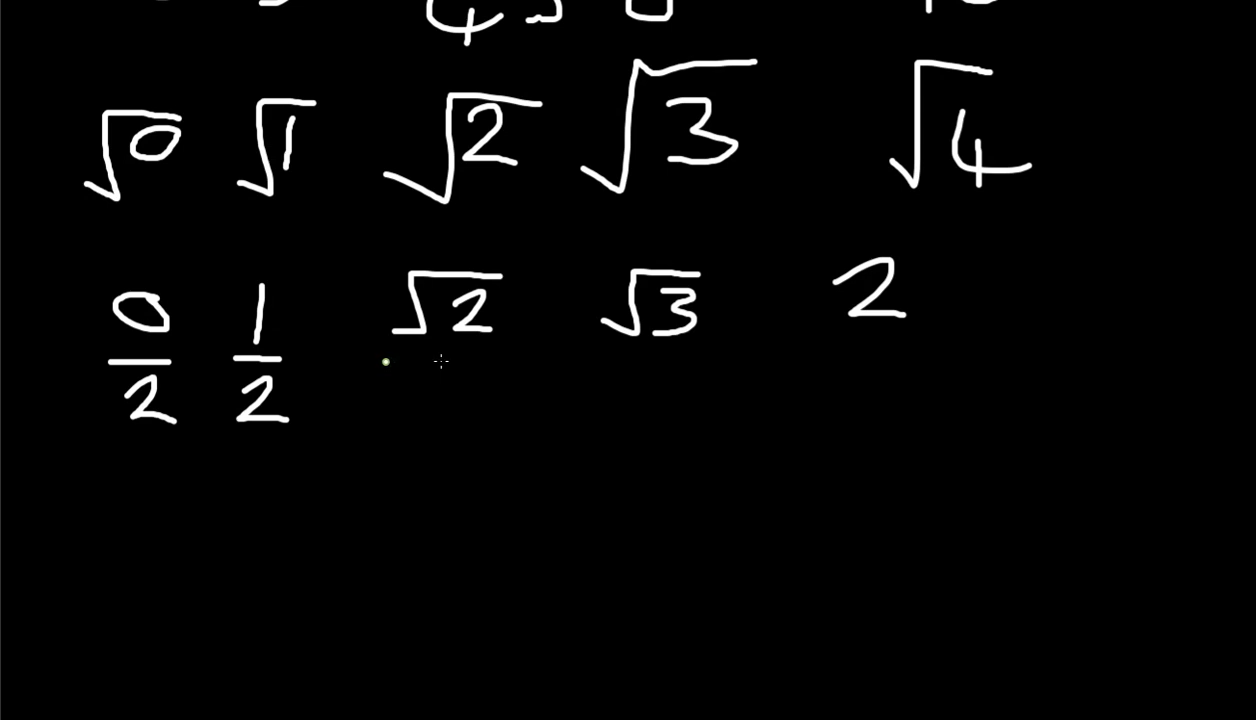 √0 √1 √2 √3 √4
0/2 1/2 √2 √3 2